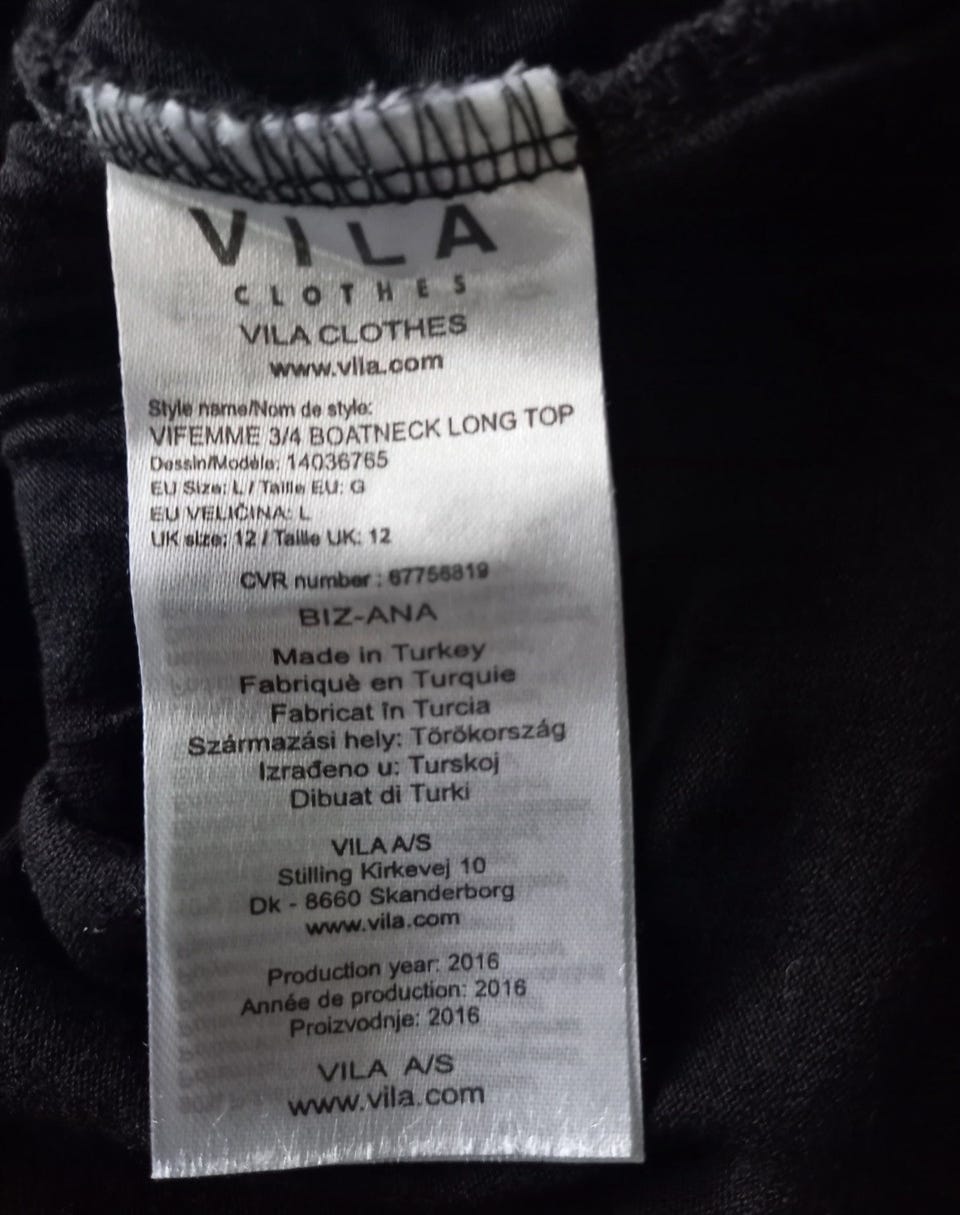 VILA
CLOTHES
VILA CLOTHES
www.vila.com
Style name/Nom de style:
VIFEMME 3/4 BOATNECK LONG TOP
Dessin/Modèle: 14036765
EU Size: L / Taille EU: G
EU VELIČINA: L
UK size: 12 / Taille UK: 12
CVR number : 67756819
BIZ-ANA
Made in Turkey
Fabriquè en Turquie
Fabricat în Turcia
Származási hely: Törökország
Izrađeno u: Turskoj
Dibuat di Turki
VILA A/S
Stilling Kirkevej 10
Dk - 8660 Skanderborg
www.vila.com
Production year: 2016
Année de production: 2016
Proizvodnje: 2016
VILA A/S
www.vila.com